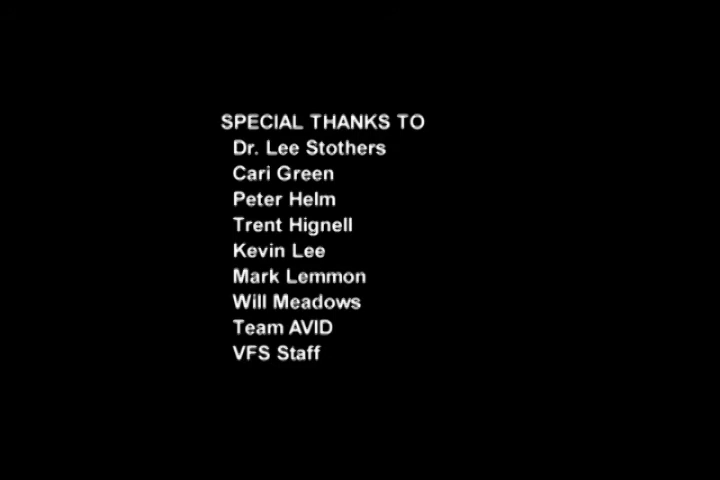 SPECIAL THANKS TO
Dr. Lee Stothers
Cari Green
Peter Helm
Trent Hignell
Kevin Lee
Mark Lemmon
Will Meadows
Team AVID
VFS Staff